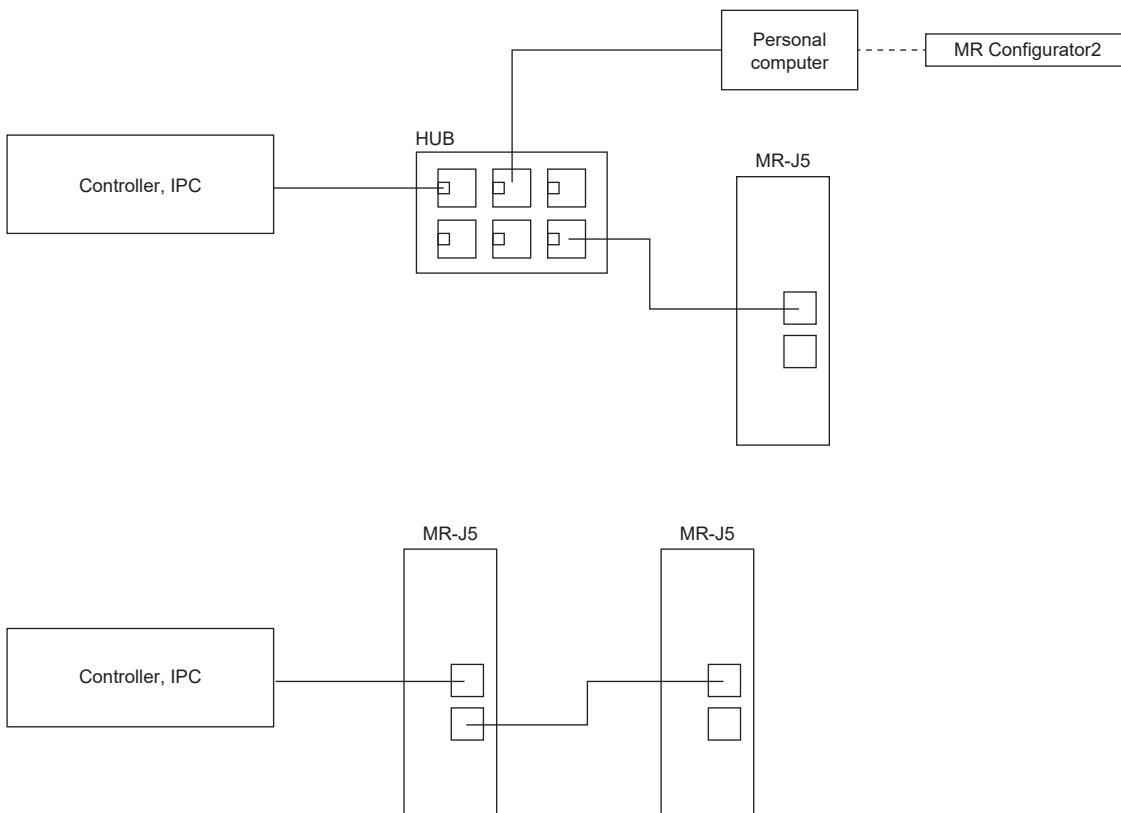 Personal
computer
MR Configurator2
HUB
Controller, IPC
MR-J5
MR-J5
MR-J5
Controller, IPC